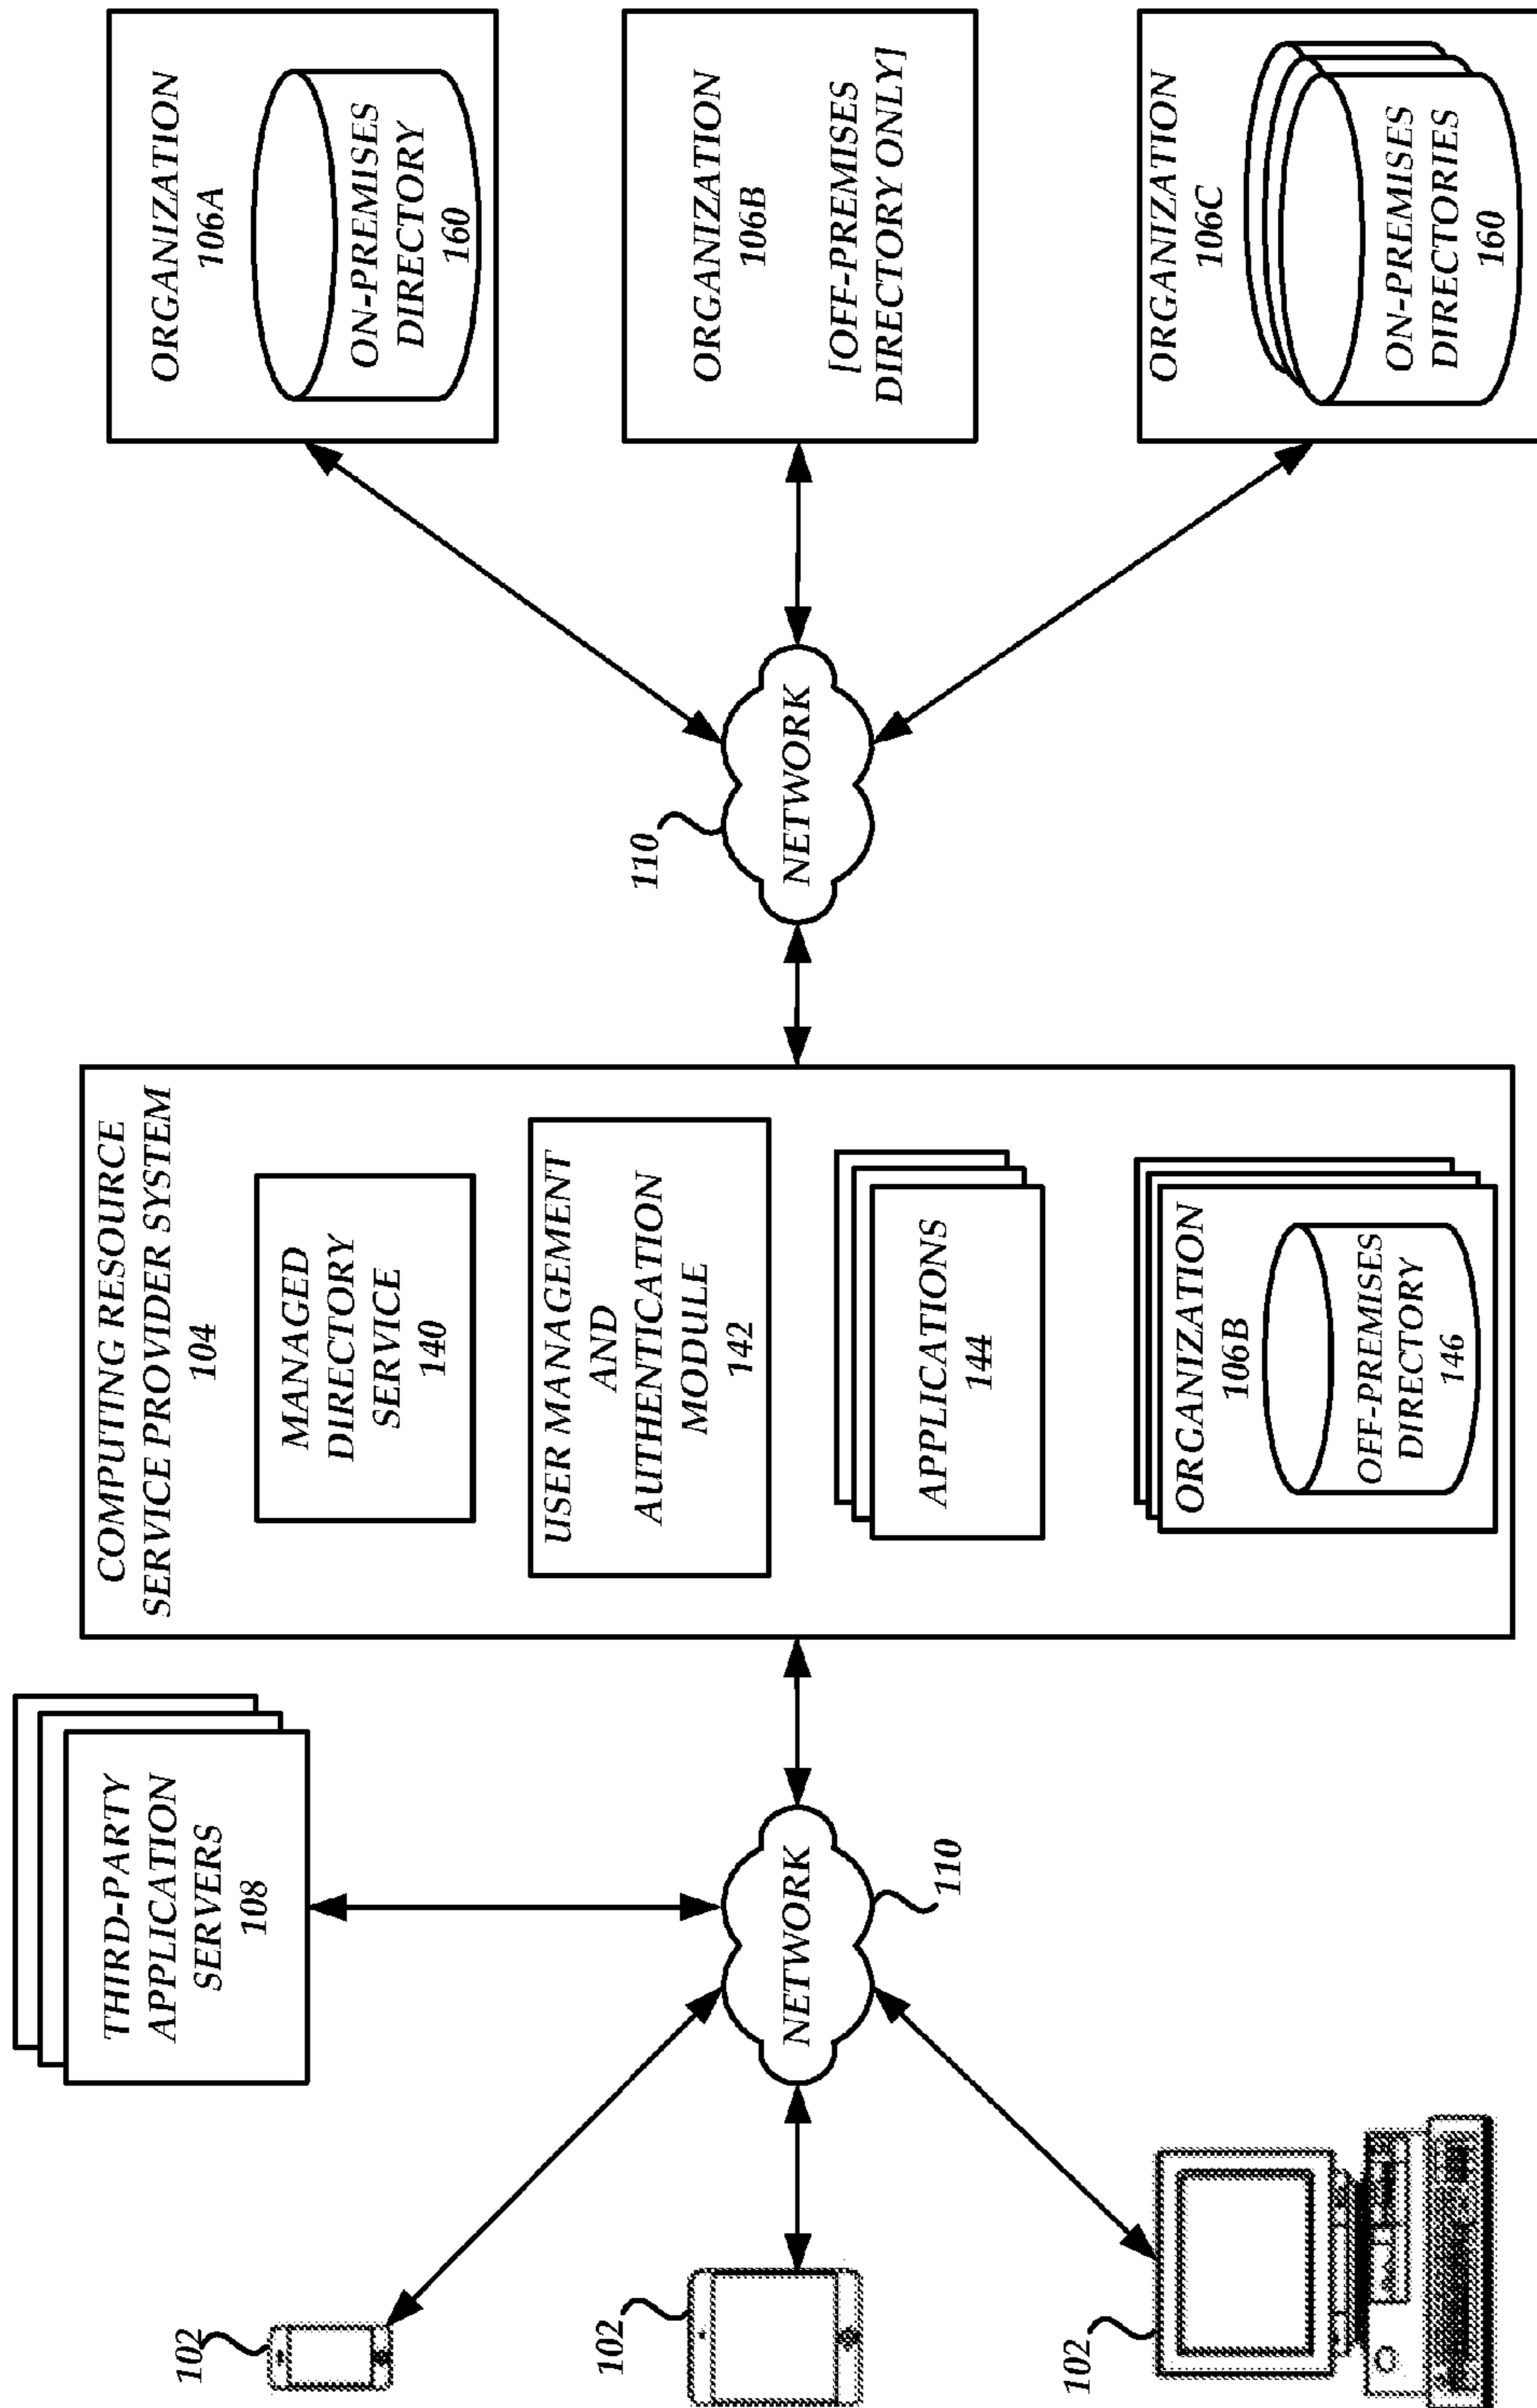 102
102
102
THIRD-PARTY
APPLICATION
SERVERS
108
NETWORK
110
COMPUTING RESOURCE
SERVICE PROVIDER SYSTEM
104
MANAGED
DIRECTORY
SERVICE
140
USER MANAGEMENT
AND
AUTHENTICATION
MODULE
142
APPLICATIONS
144
ORGANIZATION
106B
OFF-PREMISES
DIRECTORY
146
110
NETWORK
ORGANIZATION
106A
ON-PREMISES
DIRECTORY
160
ORGANIZATION
106B
[OFF-PREMISES
DIRECTORY ONLY]
ORGANIZATION
106C
ON-PREMISES
DIRECTORIES
160